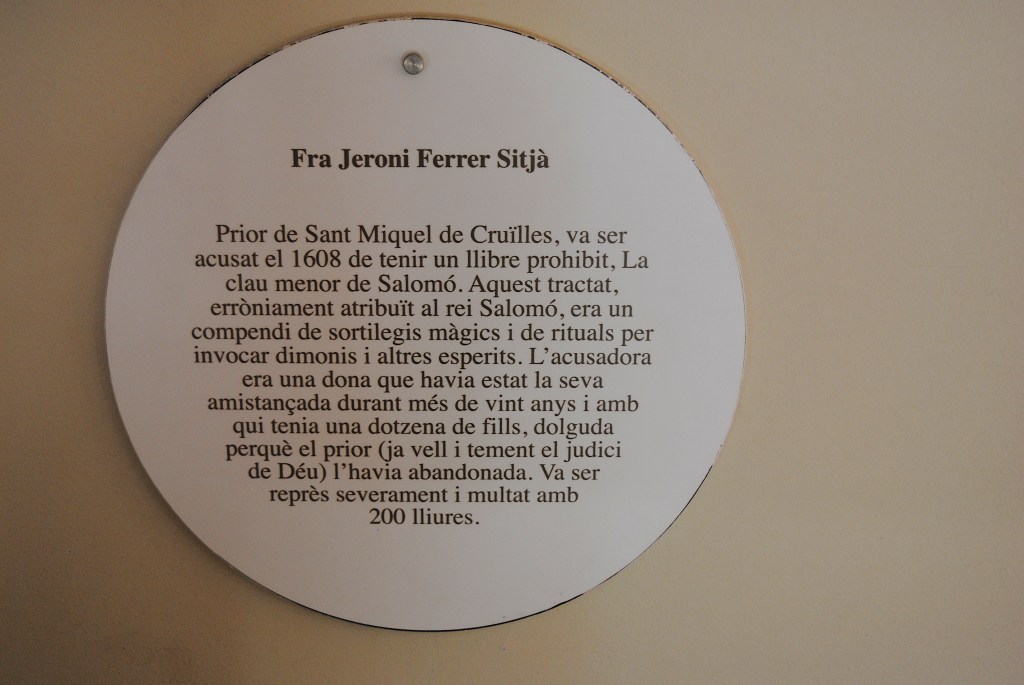 Fra Jeroni Ferrer Sitjà
Prior de Sant Miquel de Cruïlles, va ser
acusat el 1608 de tenir un llibre prohibit, La
clau menor de Salomó. Aquest tractat,
erròniament atribuït al rei Salomó, era un
compendi de sortilegis màgics i de rituals per
invocar dimonis i altres esperits. L’acusadora
era una dona que havia estat la seva
amistançada durant més de vint anys i amb
qui tenia una dotzena de fills, dolguda
perquè el prior (ja vell i tement el judici
de Déu) l’havia abandonada. Va ser
reprès severament i multat amb
200 lliures.